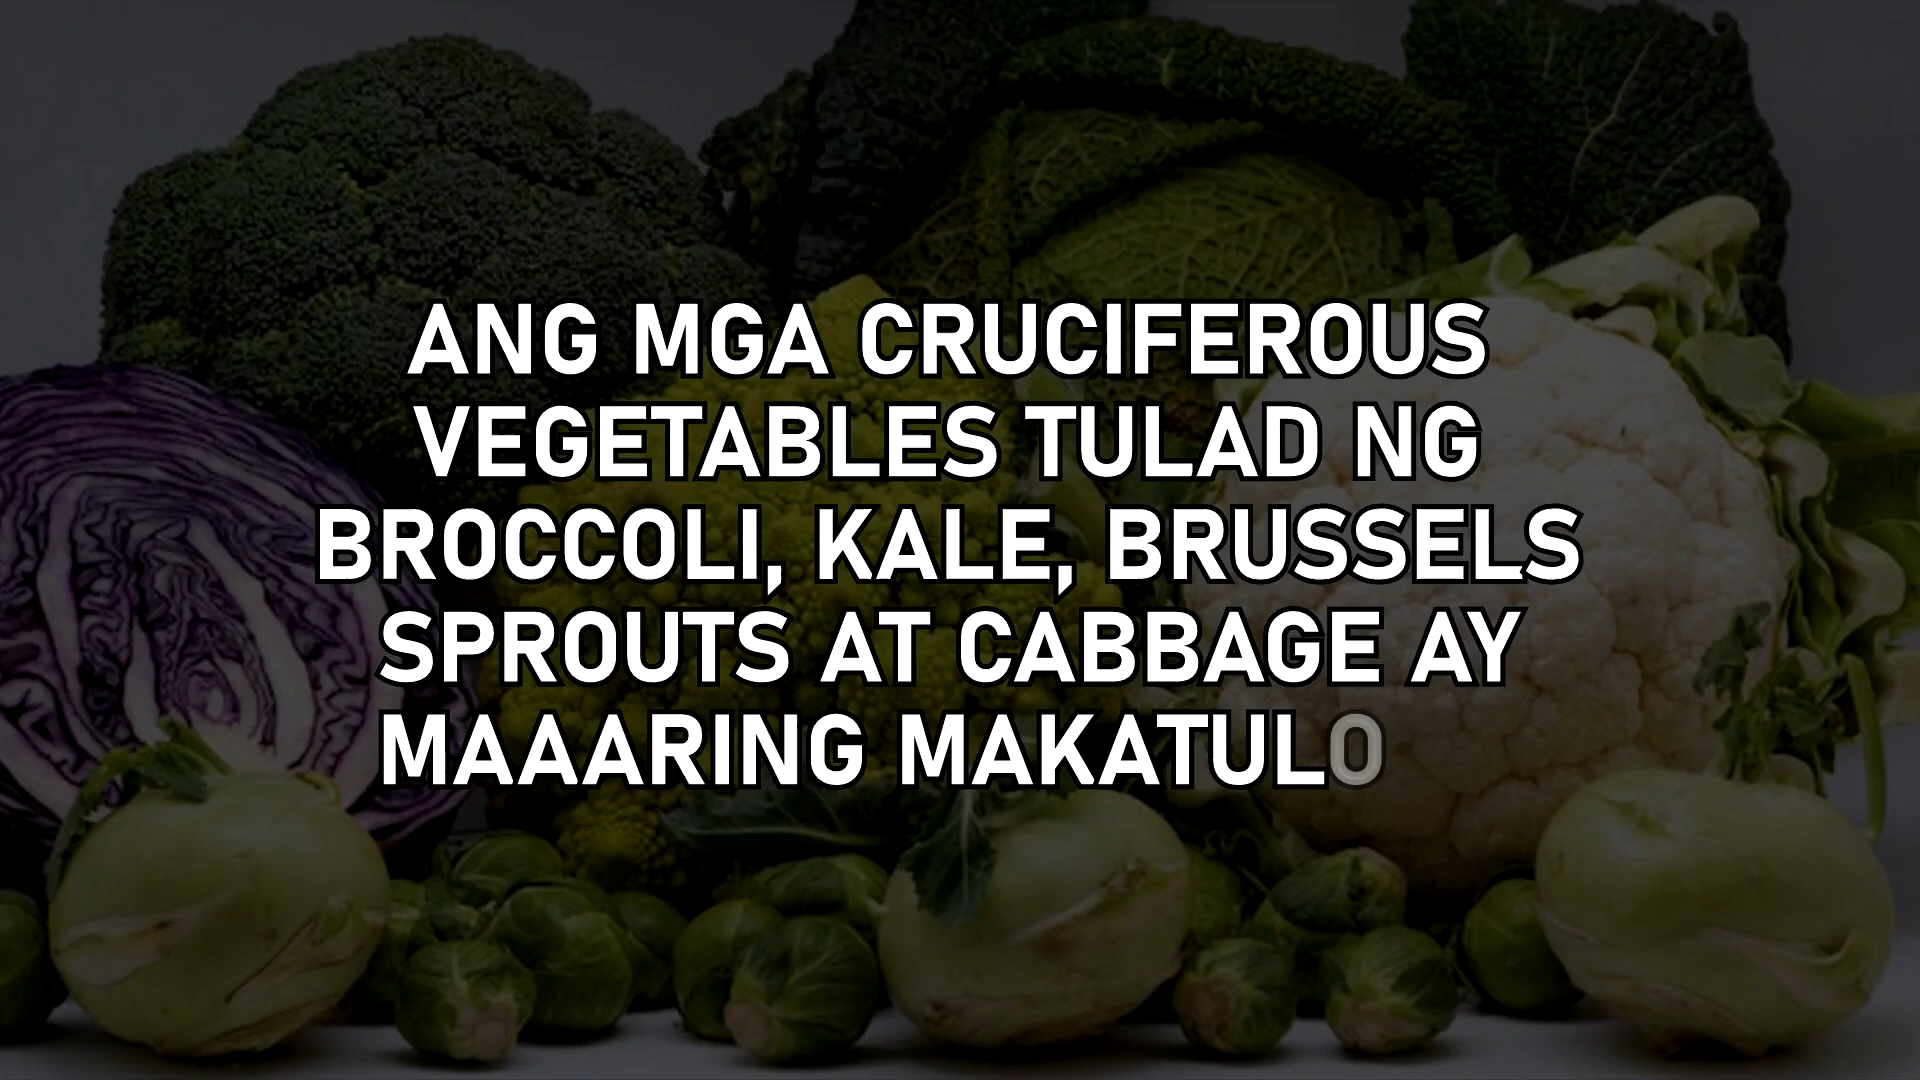 ANG MGA CRUCIFEROUS
VEGETABLES TULAD NG
BROCCOLI, KALE, BRUSSELS
SPROUTS AT CABBAGE AY
MAAARING MAKATULO